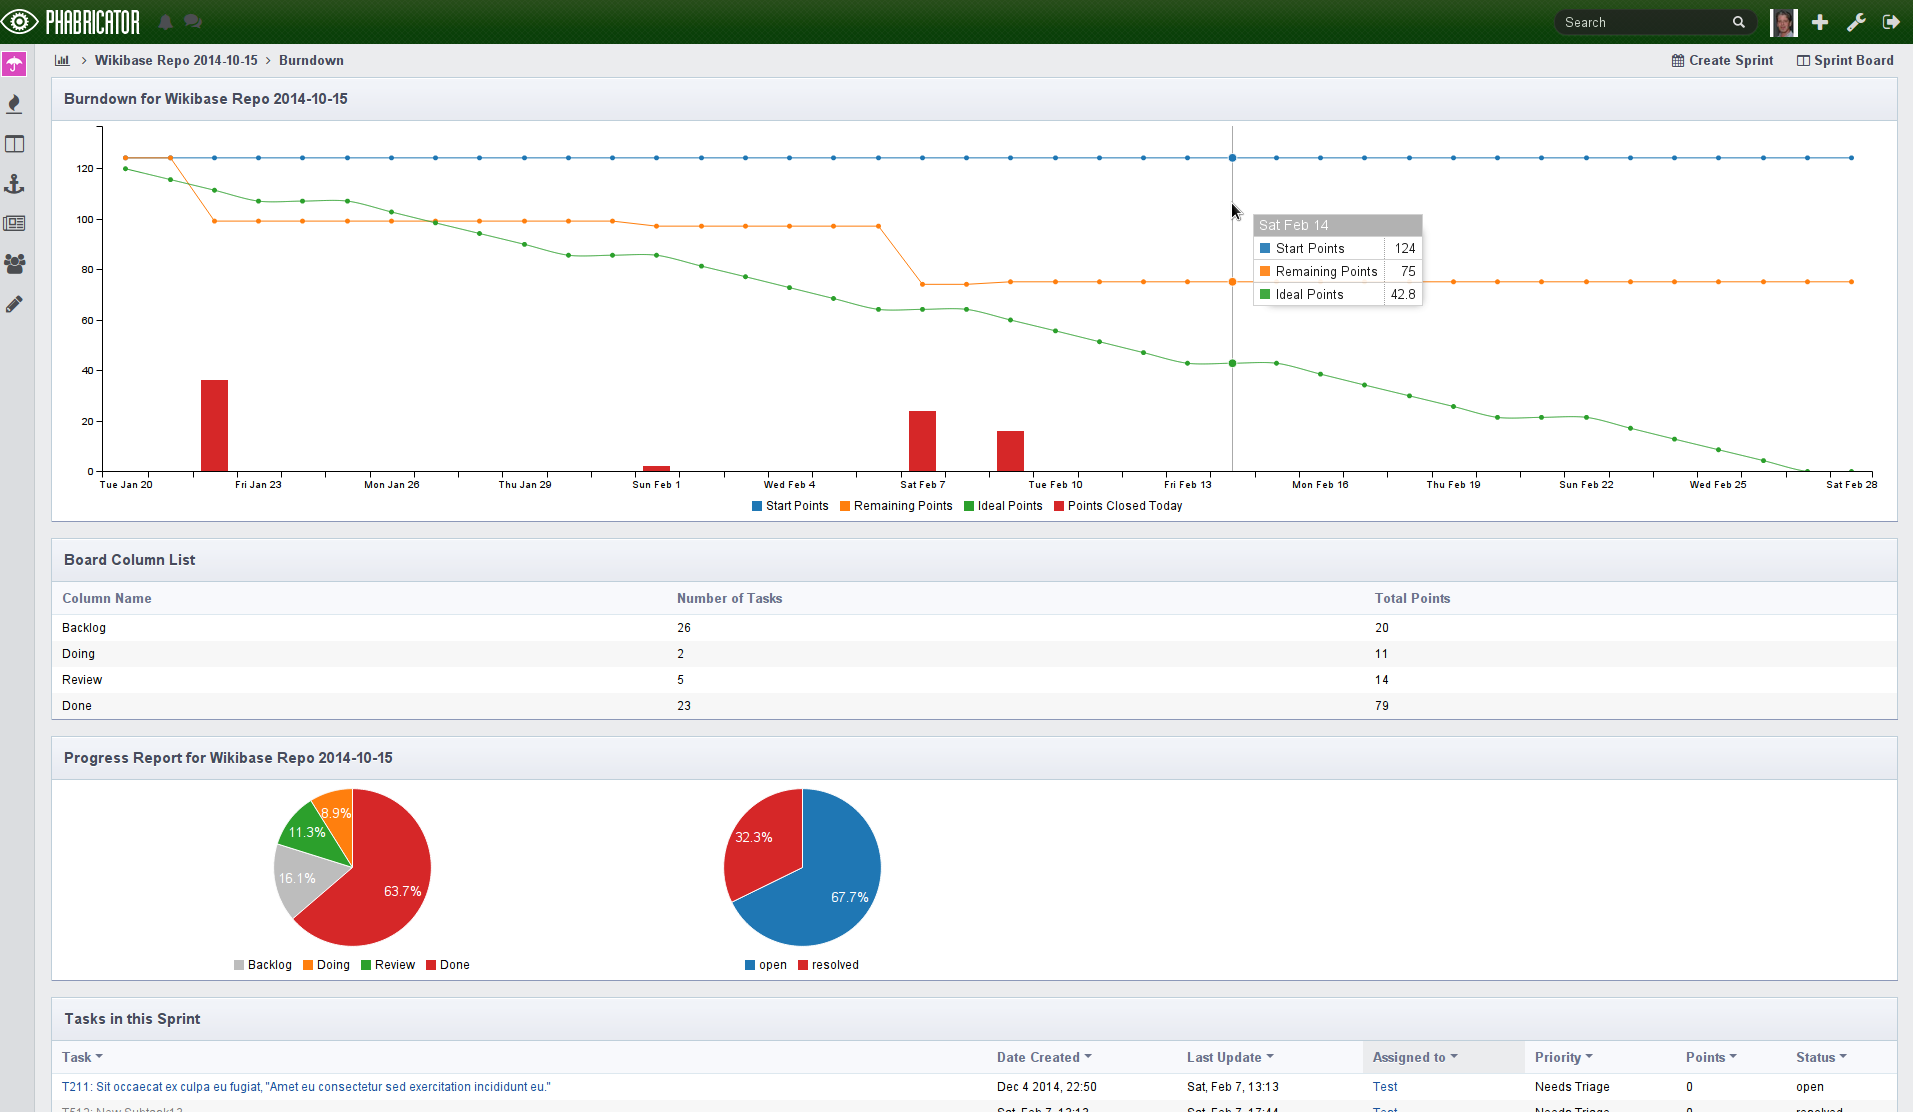 PHABRICATOR
Search
Wikibase Repo 2014-10-15 > Burndown
Create Sprint
Sprint Board
Burndown for Wikibase Repo 2014-10-15
120
100
80
60
40
20
0
Sat Feb 14
Start Points 124
Remaining Points 75
Ideal Points 42.8
Tue Jan 20 Fri Jan 23 Mon Jan 26 Thu Jan 29 Sun Feb 1 Wed Feb 4 Sat Feb 7 Tue Feb 10 Fri Feb 13 Mon Feb 16 Thu Feb 19 Sun Feb 22 Wed Feb 25 Sat Feb 28
Start Points Remaining Points Ideal Points Points Closed Today
Board Column List
Column Name Number of Tasks Total Points
Backlog 26 20
Doing 2 11
Review 5 14
Done 23 79
Progress Report for Wikibase Repo 2014-10-15
8.9%
11.3%
16.1%
63.7%
32.3%
67.7%
Backlog Doing Review Done
open resolved
Tasks in this Sprint
Task Date Created Last Update Assigned to Priority Points Status
T211: Sit occaecat ex culpa eu fugiat, "Amet eu consectetur sed exercitation incididunt eu." Dec 4 2014, 22:50 Sat, Feb 7, 13:13 Test Needs Triage 0 open